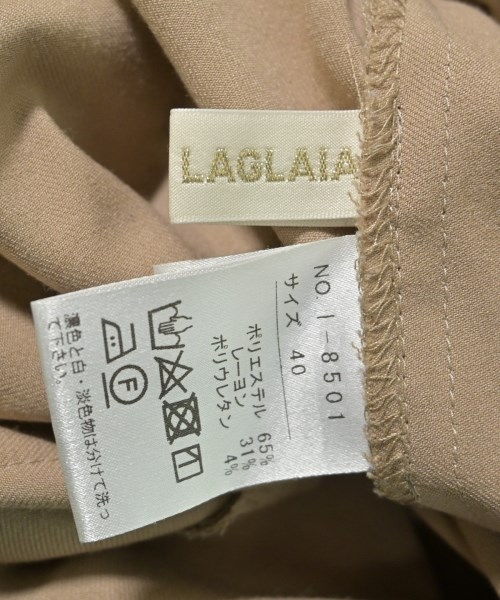 LAGLAIA
NO. I-8501
サイズ 40
ポリエステル 65%
レーヨン 31%
ポリウレタン 4%
F
濃色と白・淡色物は分けて洗っ
て下さい。